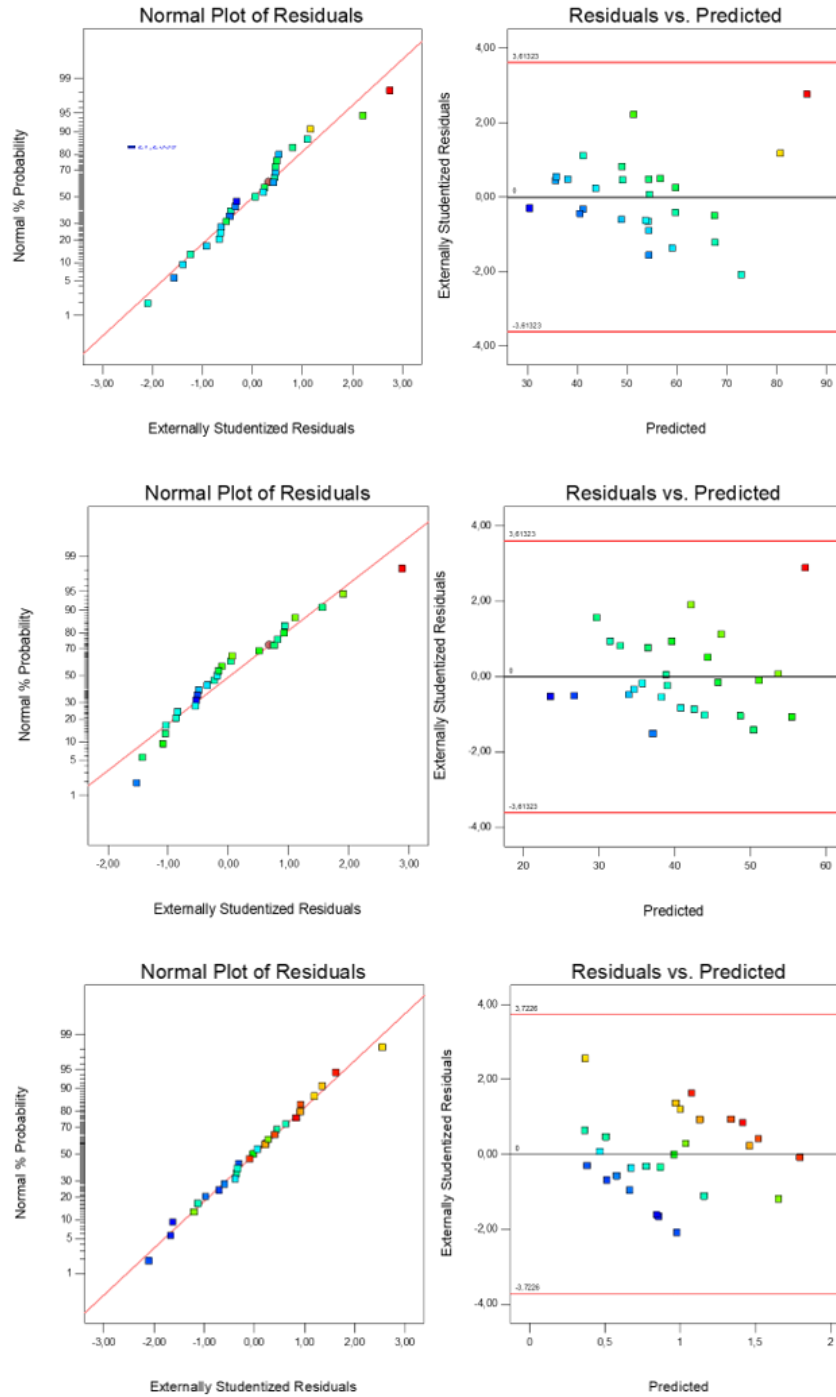 Normal Plot of Residuals
Normal % Probability
99
95
90
80
70
50
30
20
10
5
1
-3,00 -2,00 -1,00 0,00 1,00 2,00 3,00
Externally Studentized Residuals
Residuals vs. Predicted
Externally Studentized Residuals
4,00
3,61323
2,00
0,00
0
-2,00
-3,61323
-4,00
30 40 50 60 70 80 90
Predicted
Normal Plot of Residuals
Normal % Probability
99
95
90
80
70
50
30
20
10
5
1
-2,00 -1,00 0,00 1,00 2,00 3,00
Externally Studentized Residuals
Residuals vs. Predicted
Externally Studentized Residuals
4,00
3,61323
2,00
0,00
0
-2,00
-3,61323
-4,00
20 30 40 50 60
Predicted
Normal Plot of Residuals
Normal % Probability
99
95
90
80
70
50
30
20
10
5
1
-3,00 -2,00 -1,00 0,00 1,00 2,00 3,00
Externally Studentized Residuals
Residuals vs. Predicted
Externally Studentized Residuals
4,00
3,7226
2,00
0,00
0
-2,00
-3,7226
-4,00
0 0,5 1 1,5 2
Predicted